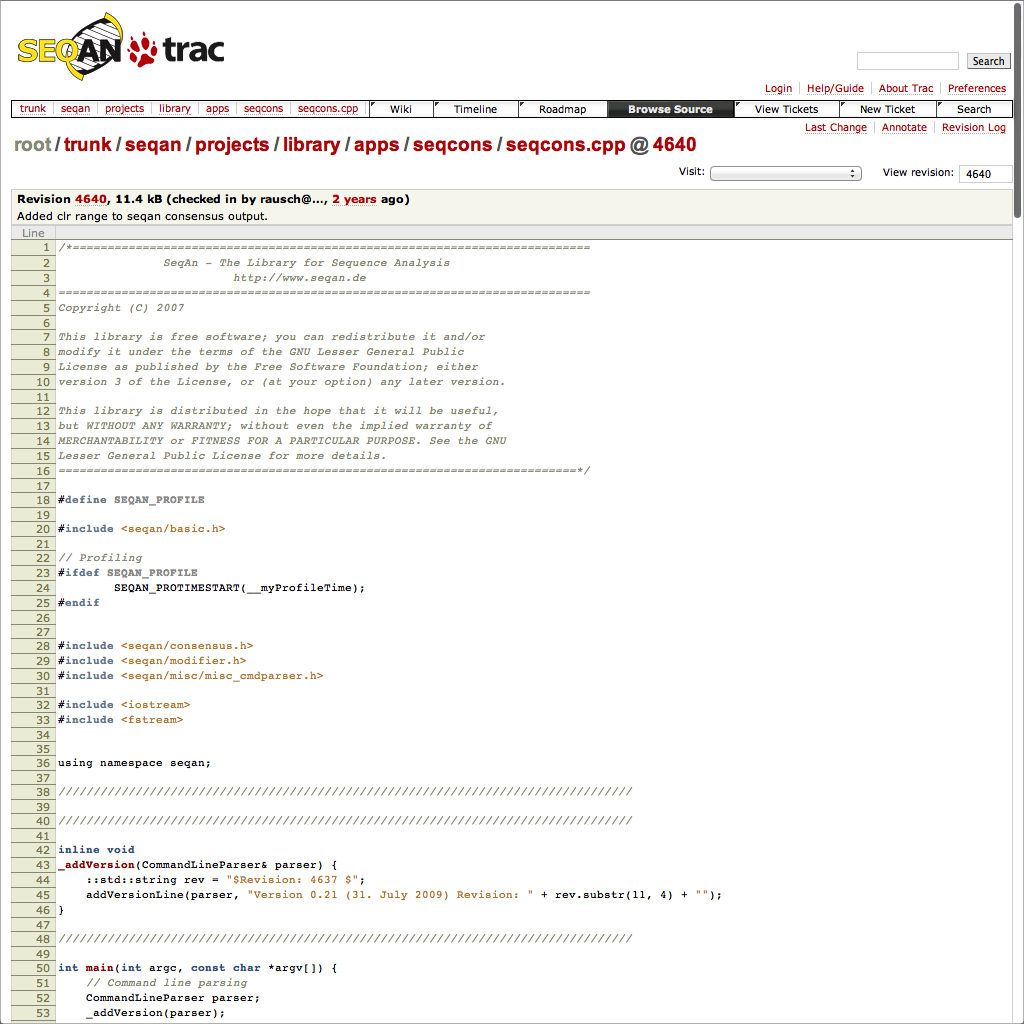 SEQAN trac
Search
Login Help/Guide About Trac Preferences
trunk seqan projects library apps seqcons seqcons.cpp Wiki Timeline Roadmap Browse Source View Tickets New Ticket Search
Last Change Annotate Revision Log
root/trunk/seqan/projects/library/apps/seqcons/seqcons.cpp @ 4640
Visit: View revision: 4640
Revision 4640, 11.4 kB (checked in by rausch@..., 2 years ago)
Added clr range to seqan consensus output.
Line
1 /*==========================================================================
2 SeqAn - The Library for Sequence Analysis
3 http://www.seqan.de
4 ============================================================================
5 Copyright (C) 2007
6
7 This library is free software; you can redistribute it and/or
8 modify it under the terms of the GNU Lesser General Public
9 License as published by the Free Software Foundation; either
10 version 3 of the License, or (at your option) any later version.
11
12 This library is distributed in the hope that it will be useful,
13 but WITHOUT ANY WARRANTY; without even the implied warranty of
14 MERCHANTABILITY or FITNESS FOR A PARTICULAR PURPOSE. See the GNU
15 Lesser General Public License for more details.
16 ==========================================================================*/
17
18 #define SEQAN_PROFILE
19
20 #include <seqan/basic.h>
21
22 // Profiling
23 #ifdef SEQAN_PROFILE
24 SEQAN_PROTIMESTART(__myProfileTime);
25 #endif
26
27
28 #include <seqan/consensus.h>
29 #include <seqan/modifier.h>
30 #include <seqan/misc/misc_cmdparser.h>
31
32 #include <iostream>
33 #include <fstream>
34
35
36 using namespace seqan;
37
38 //////////////////////////////////////////////////////////////////////////////////
39
40 //////////////////////////////////////////////////////////////////////////////////
41
42 inline void
43 _addVersion(CommandLineParser& parser) {
44 ::std::string rev = "$Revision: 4637 $";
45 addVersionLine(parser, "Version 0.21 (31. July 2009) Revision: " + rev.substr(11, 4) + "");
46 }
47
48 //////////////////////////////////////////////////////////////////////////////////
49
50 int main(int argc, const char *argv[]) {
51 // Command line parsing
52 CommandLineParser parser;
53 _addVersion(parser);